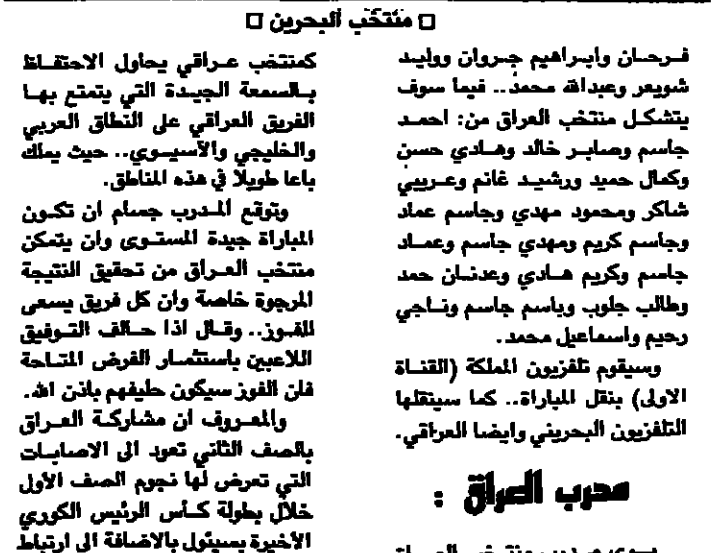 □ منتخب البحرين □
فرحان وابراهيم جروان ووليد
شويعر وعبدالله محمد.. فيما سوف
يتشكل منتخب العراق من: احمد
جاسم وصابر خالد وهادي حسن
وكمال حميد ورشيد غانم وعريبي
شاكر ومحمود مهدي وجاسم عماد
وجاسم كريم ومهدي جاسم وعماد
جاسم وكريم هادي وعدنان حمد
وطالب جلوب وباسم جاسم وناجي
رحيم واسماعيل محمد.
وسيقوم تلفزيون المملكة (القناة
الاولى) بنقل المباراة.. كما سينقلها
التلفزيون البحريني وايضا العراقي.
مدرب العراق :
كمنتخب عراقي يحاول الاحتفاظ
بالسمعة الجيدة التي يتمتع بها
الفريق العراقي على النطاق العربي
والخليجي والآسيوي.. حيث يملك
باعا طويلا في هذه المناطق.
وتوقع المدرب جسام ان تكون
المباراة جيدة المستوى وان يتمكن
منتخب العراق من تحقيق النتيجة
المرجوة خاصة وان كل فريق يسعى
للفوز.. وقال اذا حالف التوفيق
اللاعبين باستثمار الفرص المتاحة
فان الفوز سيكون حليفهم باذن الله.
والمعروف ان مشاركة العراق
بالصف الثاني تعود الى الاصابات
التي تعرض لها نجوم الصف الأول
خلال بطولة كأس الرئيس الكوري
الأخيرة بسيئول بالاضافة الى ارتباط